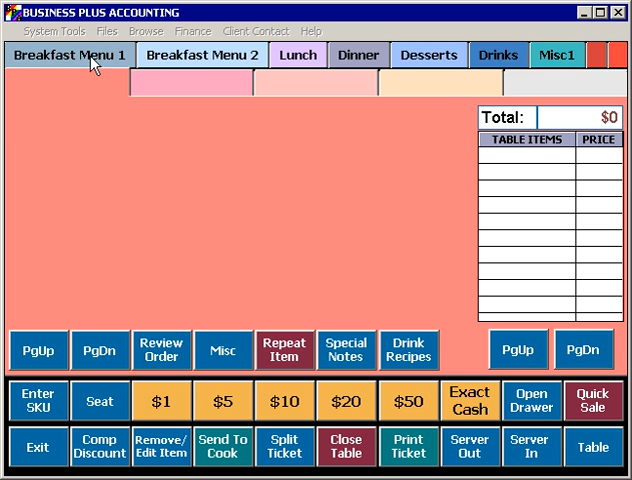 BUSINESS PLUS ACCOUNTING
System Tools Files Browse Finance Client Contact Help
Breakfast Menu 1 Breakfast Menu 2 Lunch Dinner Desserts Drinks Misc1
Total: $0
TABLE ITEMS PRICE
PgUp PgDn Review Order Misc Repeat Item Special Notes Drink Recipes PgUp PgDn
Enter SKU Seat $1 $5 $10 $20 $50 Exact Cash Open Drawer Quick Sale
Exit Comp Discount Remove/ Edit Item Send To Cook Split Ticket Close Table Print Ticket Server Out Server In Table